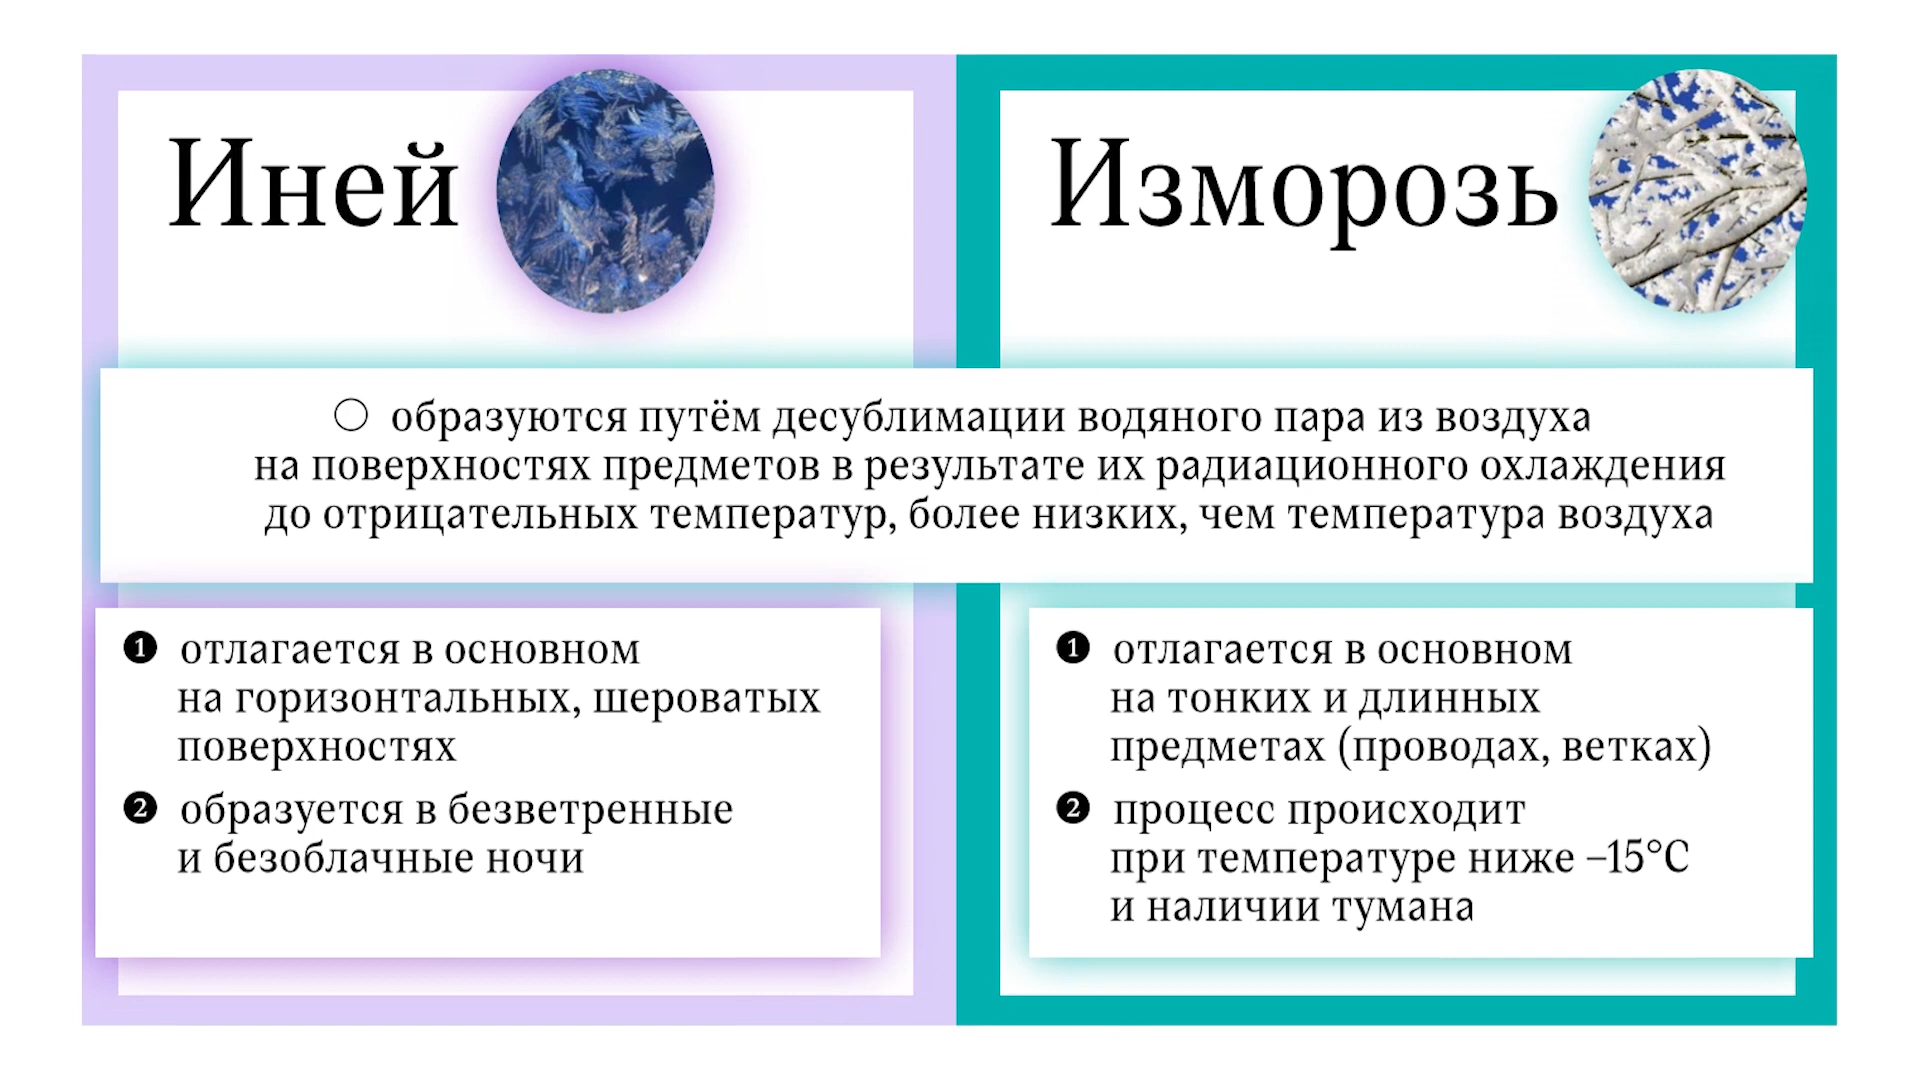 Иней
Изморозь
○ образуются путём десублимации водяного пара из воздуха
на поверхностях предметов в результате их радиационного охлаждения
до отрицательных температур, более низких, чем температура воздуха
❶ отлагается в основном
на горизонтальных, шероватых
поверхностях
❷ образуется в безветренные
и безоблачные ночи
❶ отлагается в основном
на тонких и длинных
предметах (проводах, ветках)
❷ процесс происходит
при температуре ниже –15°C
и наличии тумана